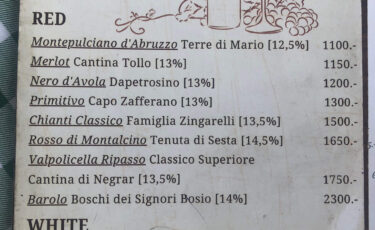 RED
Montepulciano d'Abruzzo Terre di Mario [12,5%] 1100.-
Merlot Cantina Tollo [13%] 1150.-
Nero d'Avola Dapetrosino [13%] 1200.-
Primitivo Capo Zafferano [13%] 1300.-
Chianti Classico Famiglia Zingarelli [13,5%] 1500.-
Rosso di Montalcino Tenuta di Sesta [14,5%] 1650.-
Valpolicella Ripasso Classico Superiore
Cantina di Negrar [13,5%] 1750.-
Barolo Boschi dei Signori Bosio [14%] 2300.-
WHITE